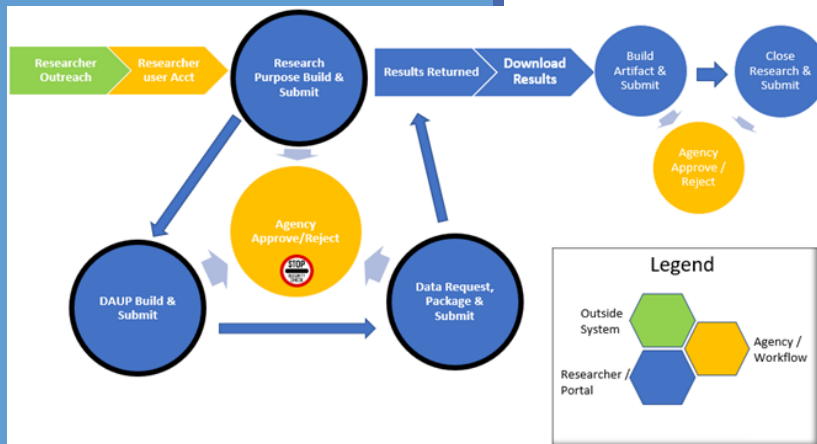 Researcher
Outreach
Researcher
user Acct
Research
Purpose Build &
Submit
Results Returned
Download
Results
Build
Artifact &
Submit
Close
Research &
Submit
Agency
Approve /
Reject
Agency
Approve/Reject
STOP
SECURITY
CHECK
DAUP Build &
Submit
Data Request,
Package &
Submit
Legend
Outside
System
Agency /
Workflow
Researcher /
Portal